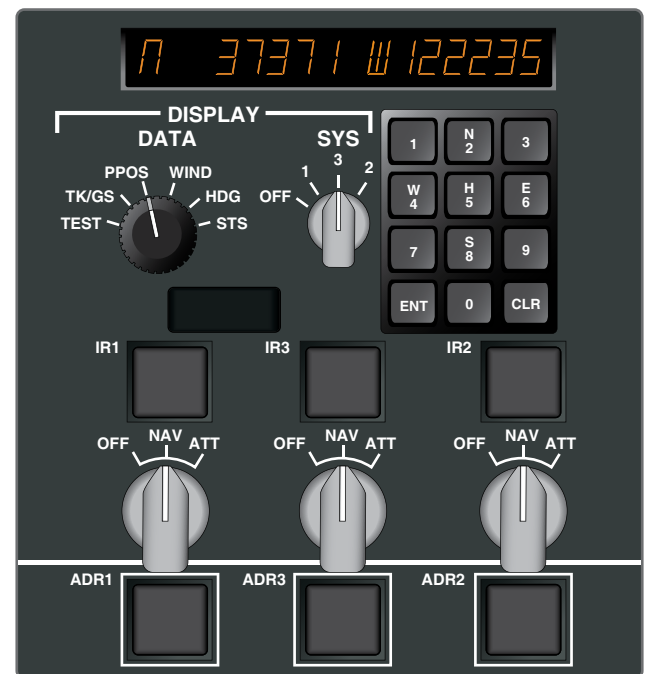 N 37371 W122235
DISPLAY
DATA SYS
PPOS WIND 1 3 2
TK/GS HDG OFF
TEST STS
1 N 2 3
W 4 H 5 E 6
7 S 8 9
ENT 0 CLR
IR1 IR3 IR2
OFF NAV ATT OFF NAV ATT OFF NAV ATT
ADR1 ADR3 ADR2